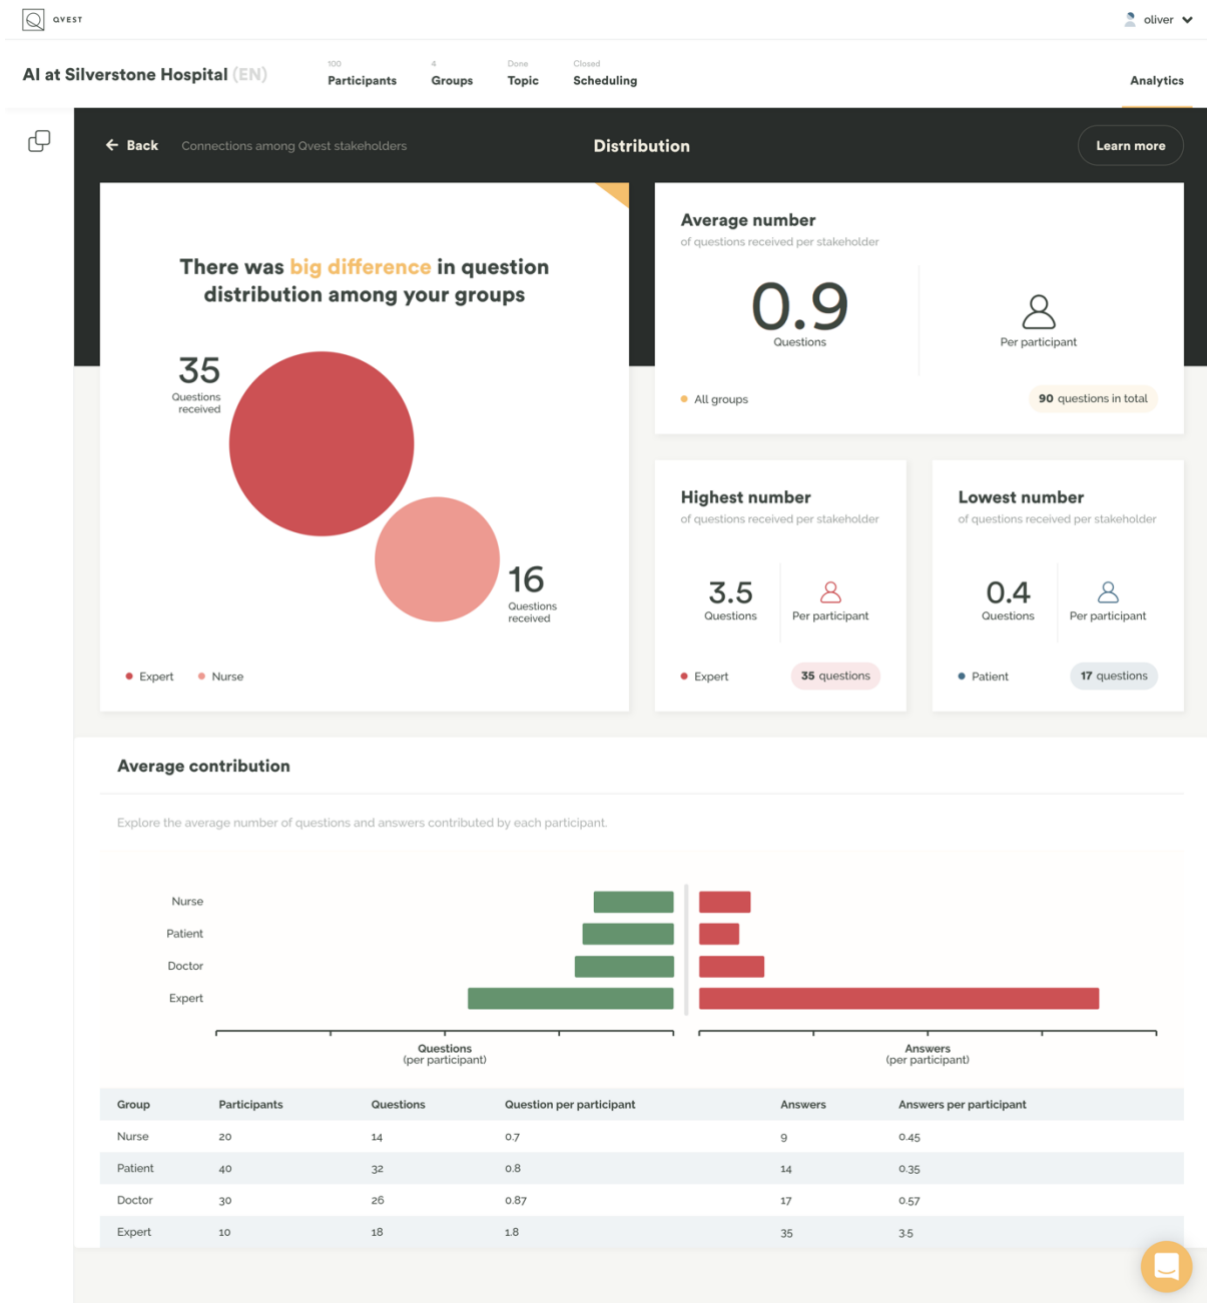 QVEST
oliver
AI at Silverstone Hospital (EN)
100
Participants
4
Groups
Done
Topic
Closed
Scheduling
Analytics
Back
Connections among Qvest stakeholders
Distribution
Learn more
There was big difference in question
distribution among your groups
35
Questions
received
16
Questions
received
Expert
Nurse
Average number
of questions received per stakeholder
0.9
Questions
Per participant
All groups
90 questions in total
Highest number
of questions received per stakeholder
3.5
Questions
Per participant
Expert
35 questions
Lowest number
of questions received per stakeholder
0.4
Questions
Per participant
Patient
17 questions
Average contribution
Explore the average number of questions and answers contributed by each participant.
Nurse
Patient
Doctor
Expert
Questions
(per participant)
Answers
(per participant)
Group Participants Questions Question per participant Answers Answers per participant
Nurse 20 14 0.7 9 0.45
Patient 40 32 0.8 14 0.35
Doctor 30 26 0.87 17 0.57
Expert 10 18 1.8 35 3.5